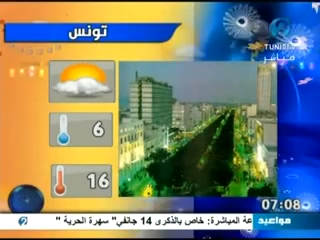 تونس
TUNISIA
مباشر
6
16
07:08
مواعيد
عة المباشرة: خاص بالذكرى 14 جانفي" سهرة الحرية "